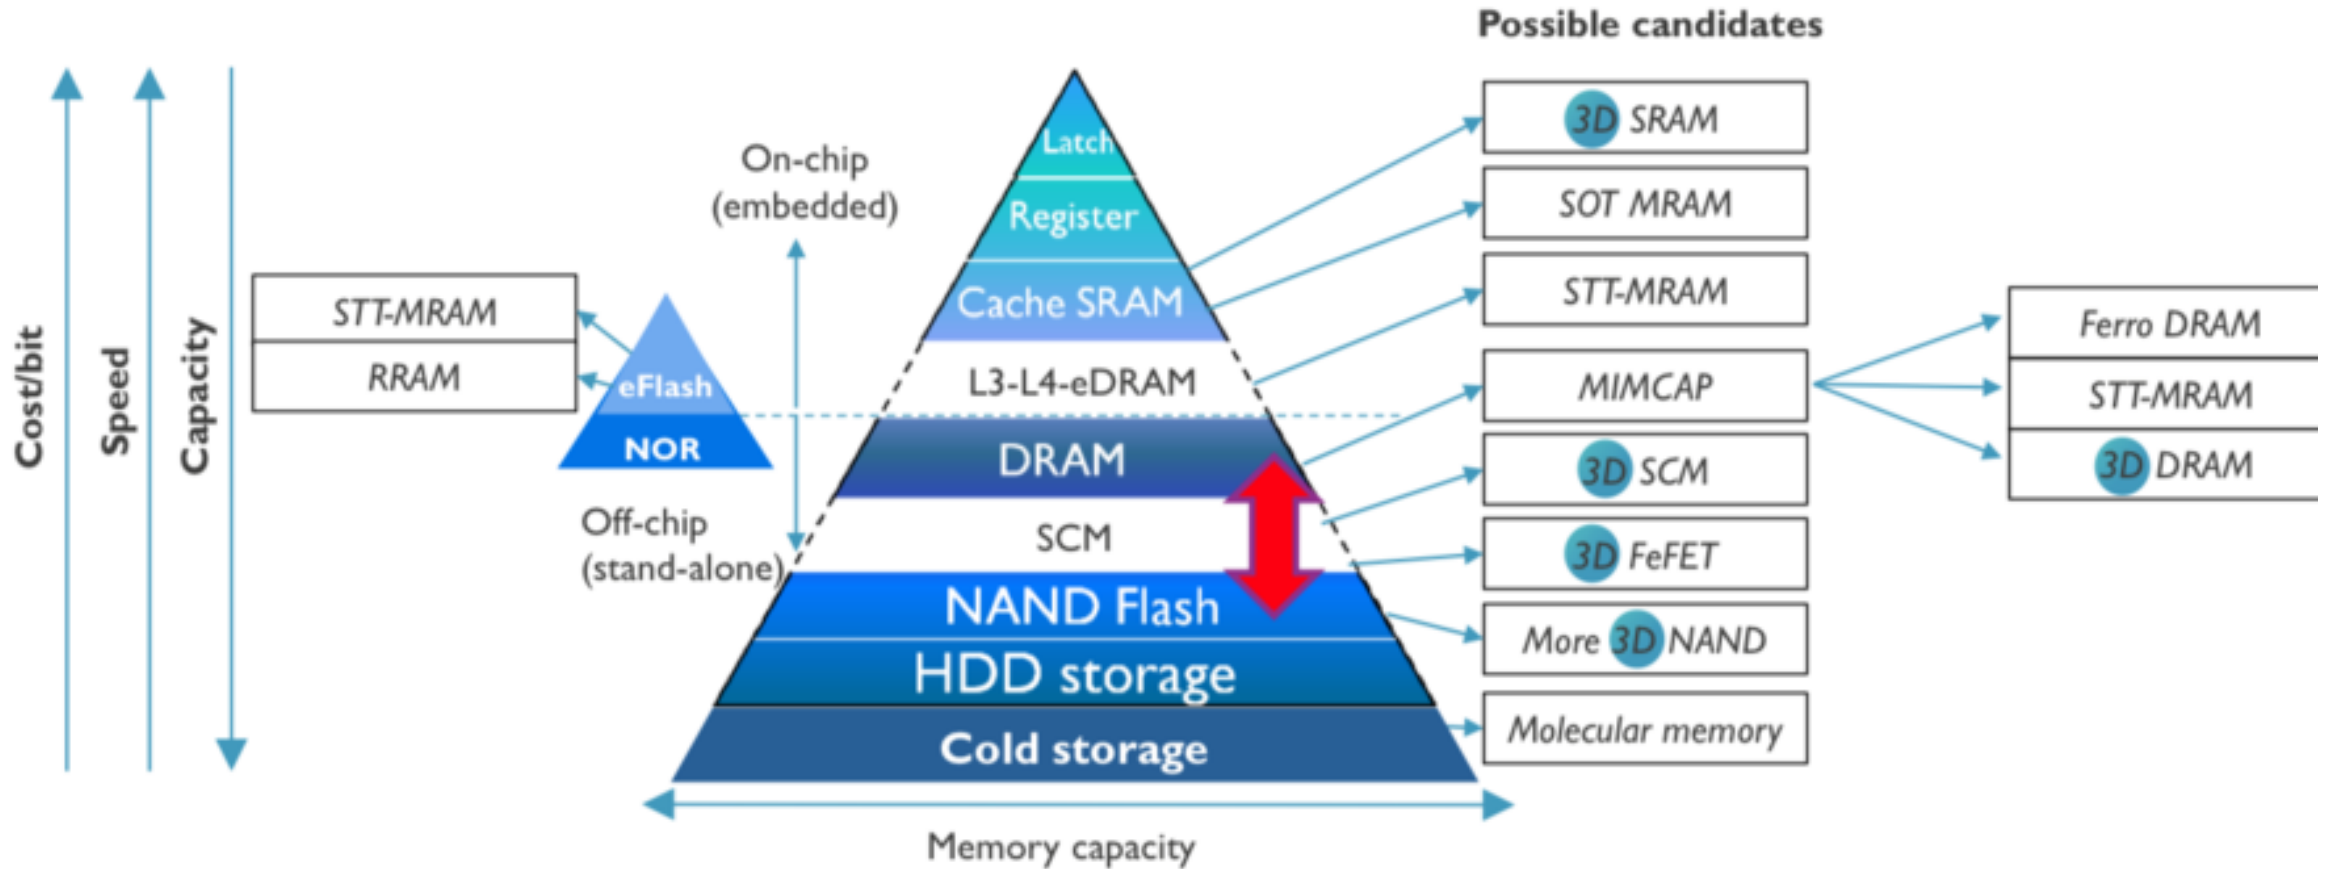 Possible candidates
Cost/bit
Speed
Capacity
STT-MRAM
RRAM
eFlash
NOR
On-chip
(embedded)
Off-chip
(stand-alone)
Latch
Register
Cache SRAM
L3-L4-eDRAM
DRAM
SCM
NAND Flash
HDD storage
Cold storage
Memory capacity
3D SRAM
SOT MRAM
STT-MRAM
MIMCAP
3D SCM
3D FeFET
More 3D NAND
Molecular memory
Ferro DRAM
STT-MRAM
3D DRAM